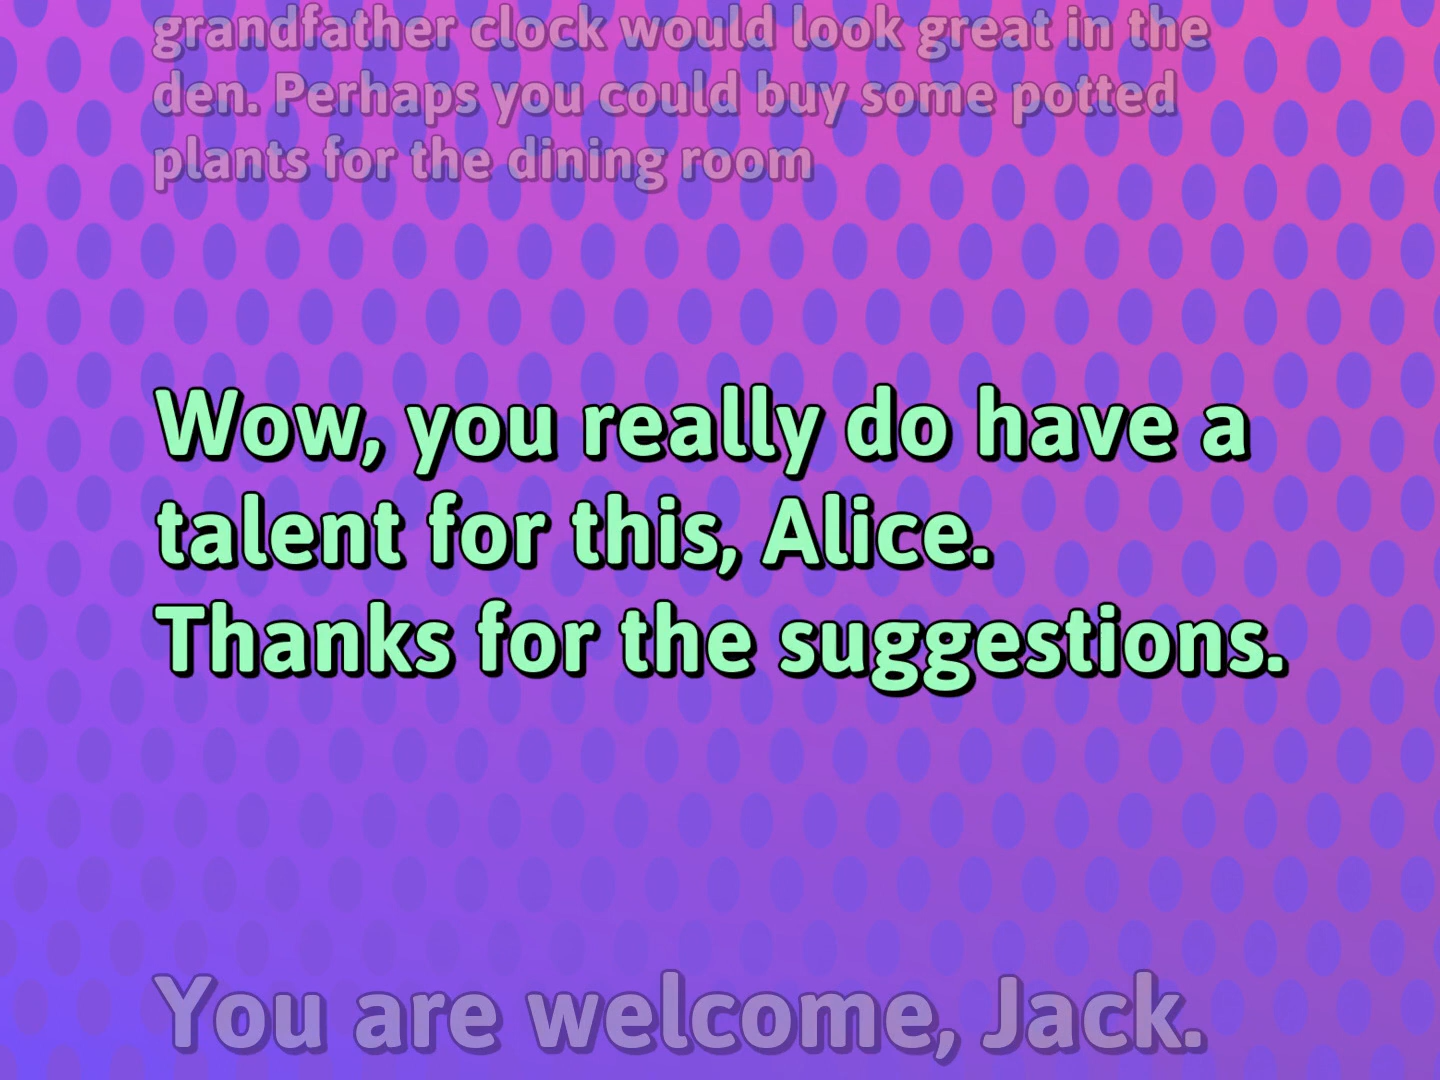 grandfather clock would look great in the
den. Perhaps you could buy some potted
plants for the dining room
Wow, you really do have a
talent for this, Alice.
Thanks for the suggestions.
You are welcome, Jack.